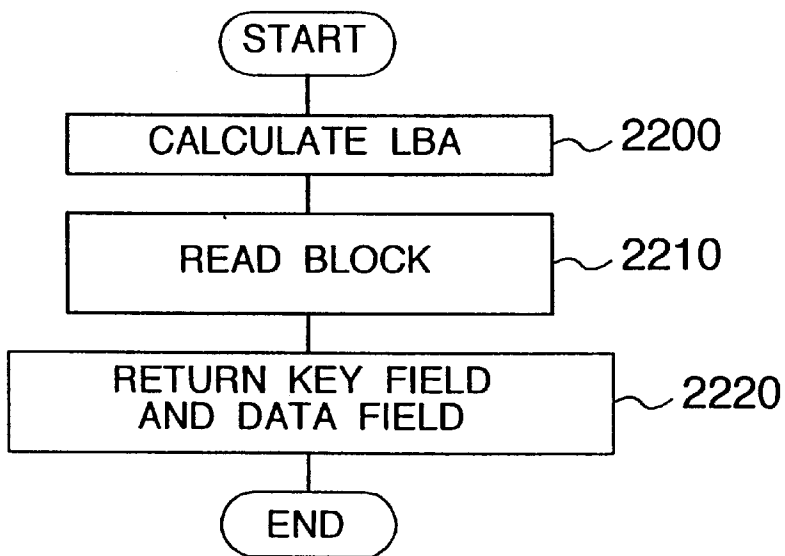 START
CALCULATE LBA
2200
READ BLOCK
2210
RETURN KEY FIELD
AND DATA FIELD
2220
END